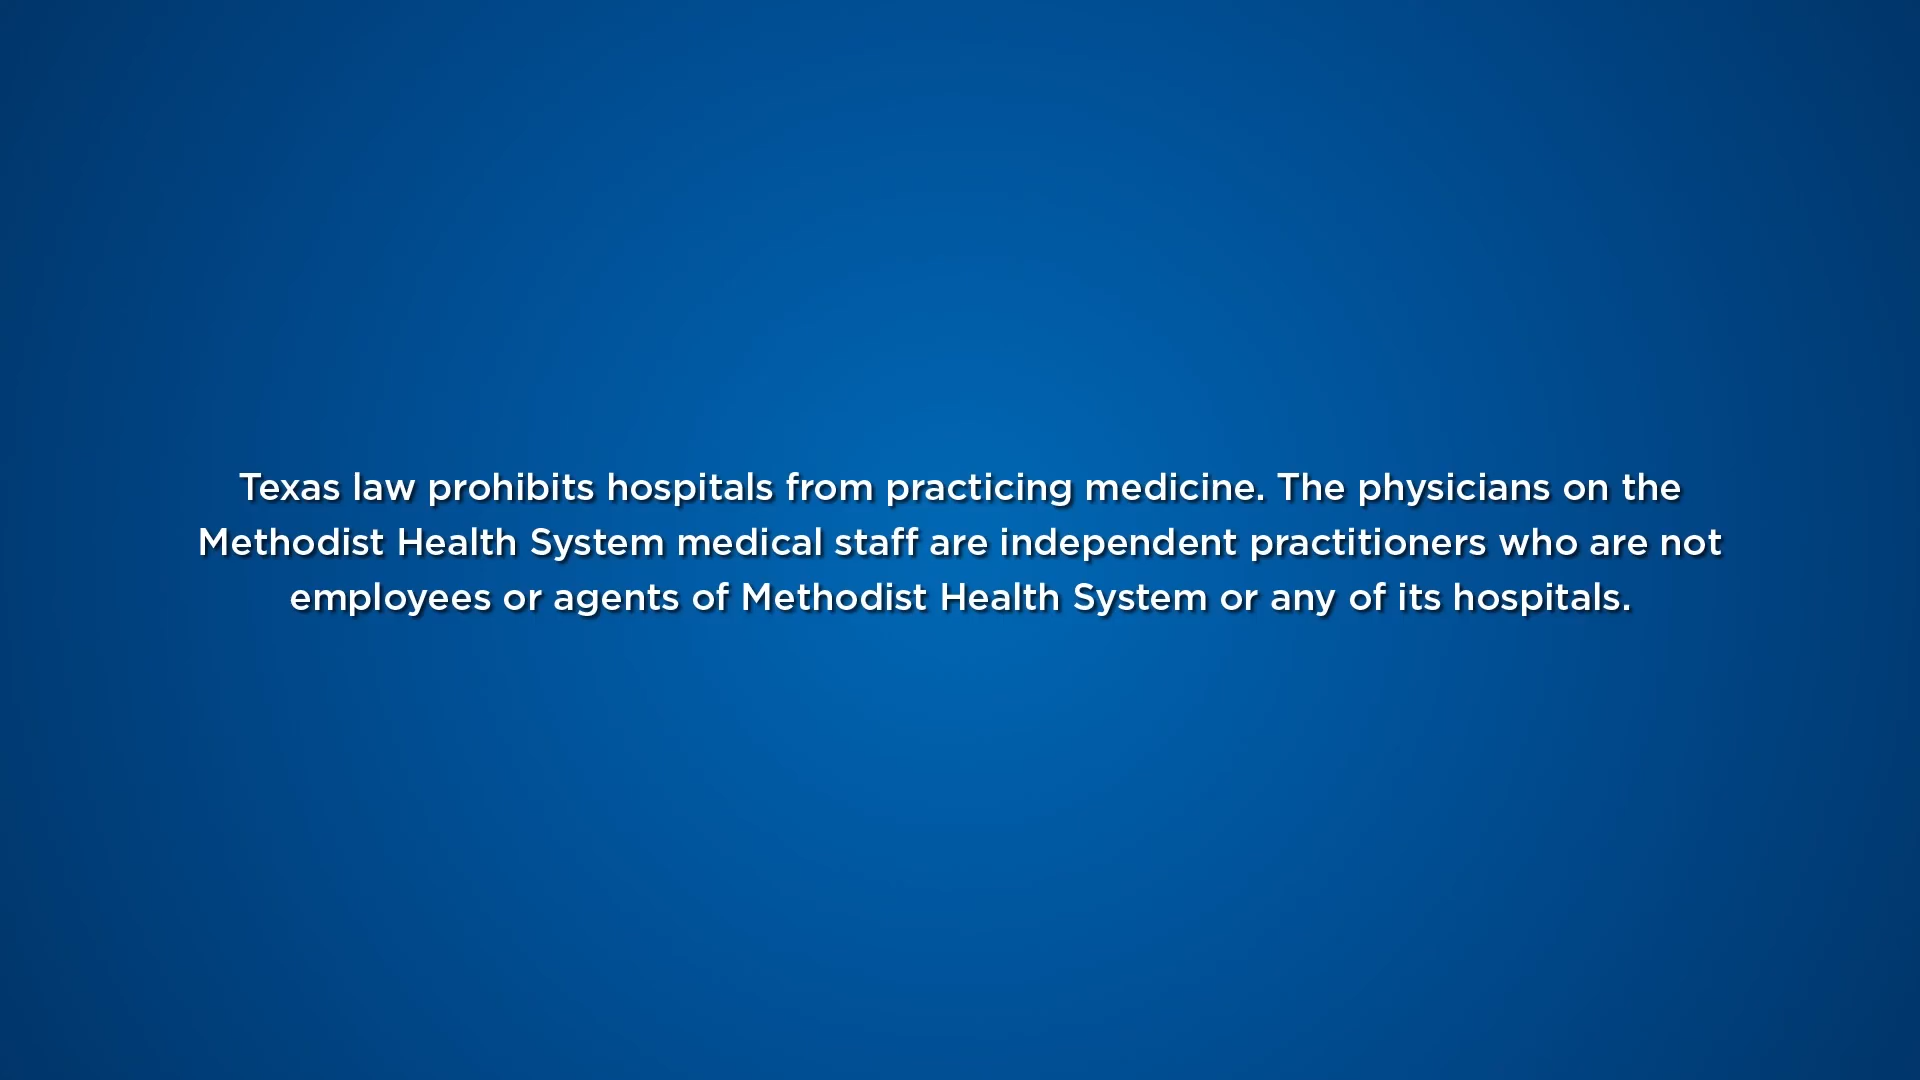 Texas law prohibits hospitals from practicing medicine. The physicians on the
Methodist Health System medical staff are independent practitioners who are not
employees or agents of Methodist Health System or any of its hospitals.